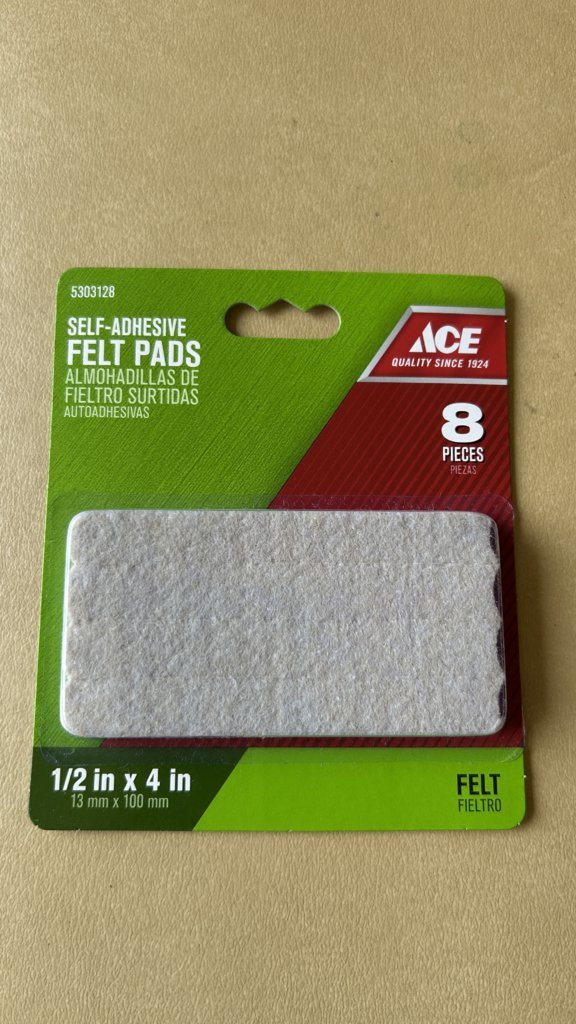 5303128
SELF-ADHESIVE
FELT PADS
ALMOHADILLAS DE
FIELTRO SURTIDAS
AUTOADHESIVAS
ACE
QUALITY SINCE 1924
8
PIECES
PIEZAS
1/2 in x 4 in
13 mm x 100 mm
FELT
FIELTRO